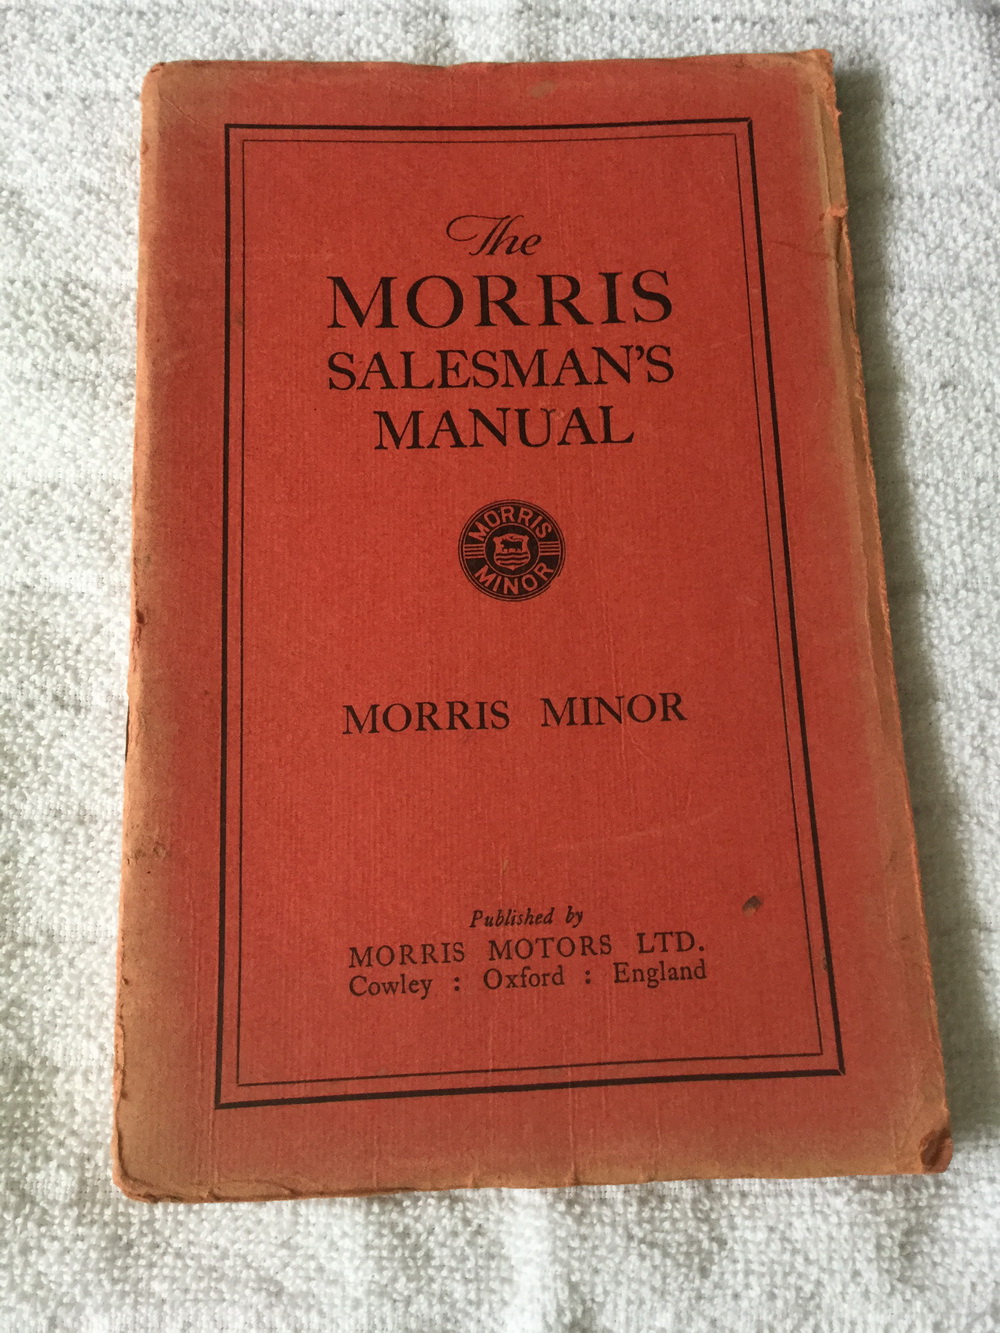 The
MORRIS
SALESMAN'S
MANUAL
MORRIS
MINOR
MORRIS MINOR
Published by
MORRIS MOTORS LTD.
Cowley : Oxford : England